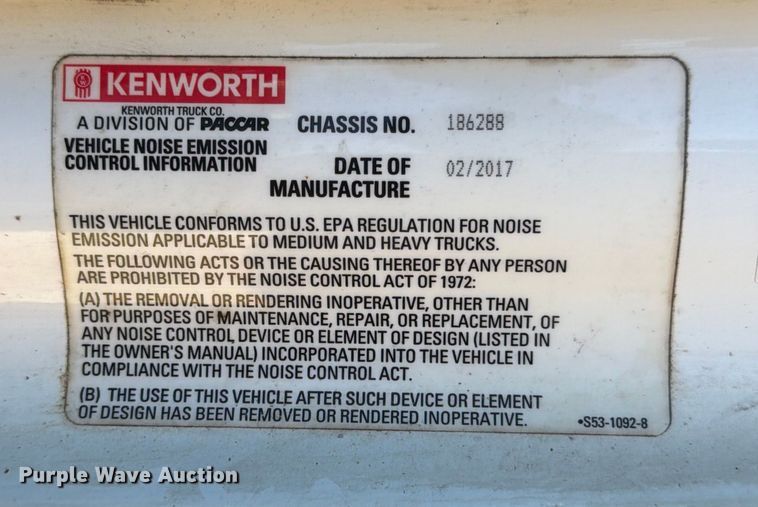 KENWORTH
KENWORTH TRUCK CO.
A DIVISION OF PACCAR
CHASSIS NO. 186288
VEHICLE NOISE EMISSION
CONTROL INFORMATION
DATE OF
MANUFACTURE
02/2017
THIS VEHICLE CONFORMS TO U.S. EPA REGULATION FOR NOISE
EMISSION APPLICABLE TO MEDIUM AND HEAVY TRUCKS.
THE FOLLOWING ACTS OR THE CAUSING THEREOF BY ANY PERSON
ARE PROHIBITED BY THE NOISE CONTROL ACT OF 1972:
(A) THE REMOVAL OR RENDERING INOPERATIVE, OTHER THAN
FOR PURPOSES OF MAINTENANCE, REPAIR, OR REPLACEMENT, OF
ANY NOISE CONTROL DEVICE OR ELEMENT OF DESIGN (LISTED IN
THE OWNER'S MANUAL) INCORPORATED INTO THE VEHICLE IN
COMPLIANCE WITH THE NOISE CONTROL ACT.
(B) THE USE OF THIS VEHICLE AFTER SUCH DEVICE OR ELEMENT
OF DESIGN HAS BEEN REMOVED OR RENDERED INOPERATIVE.
•S53-1092-8
Purple Wave Auction